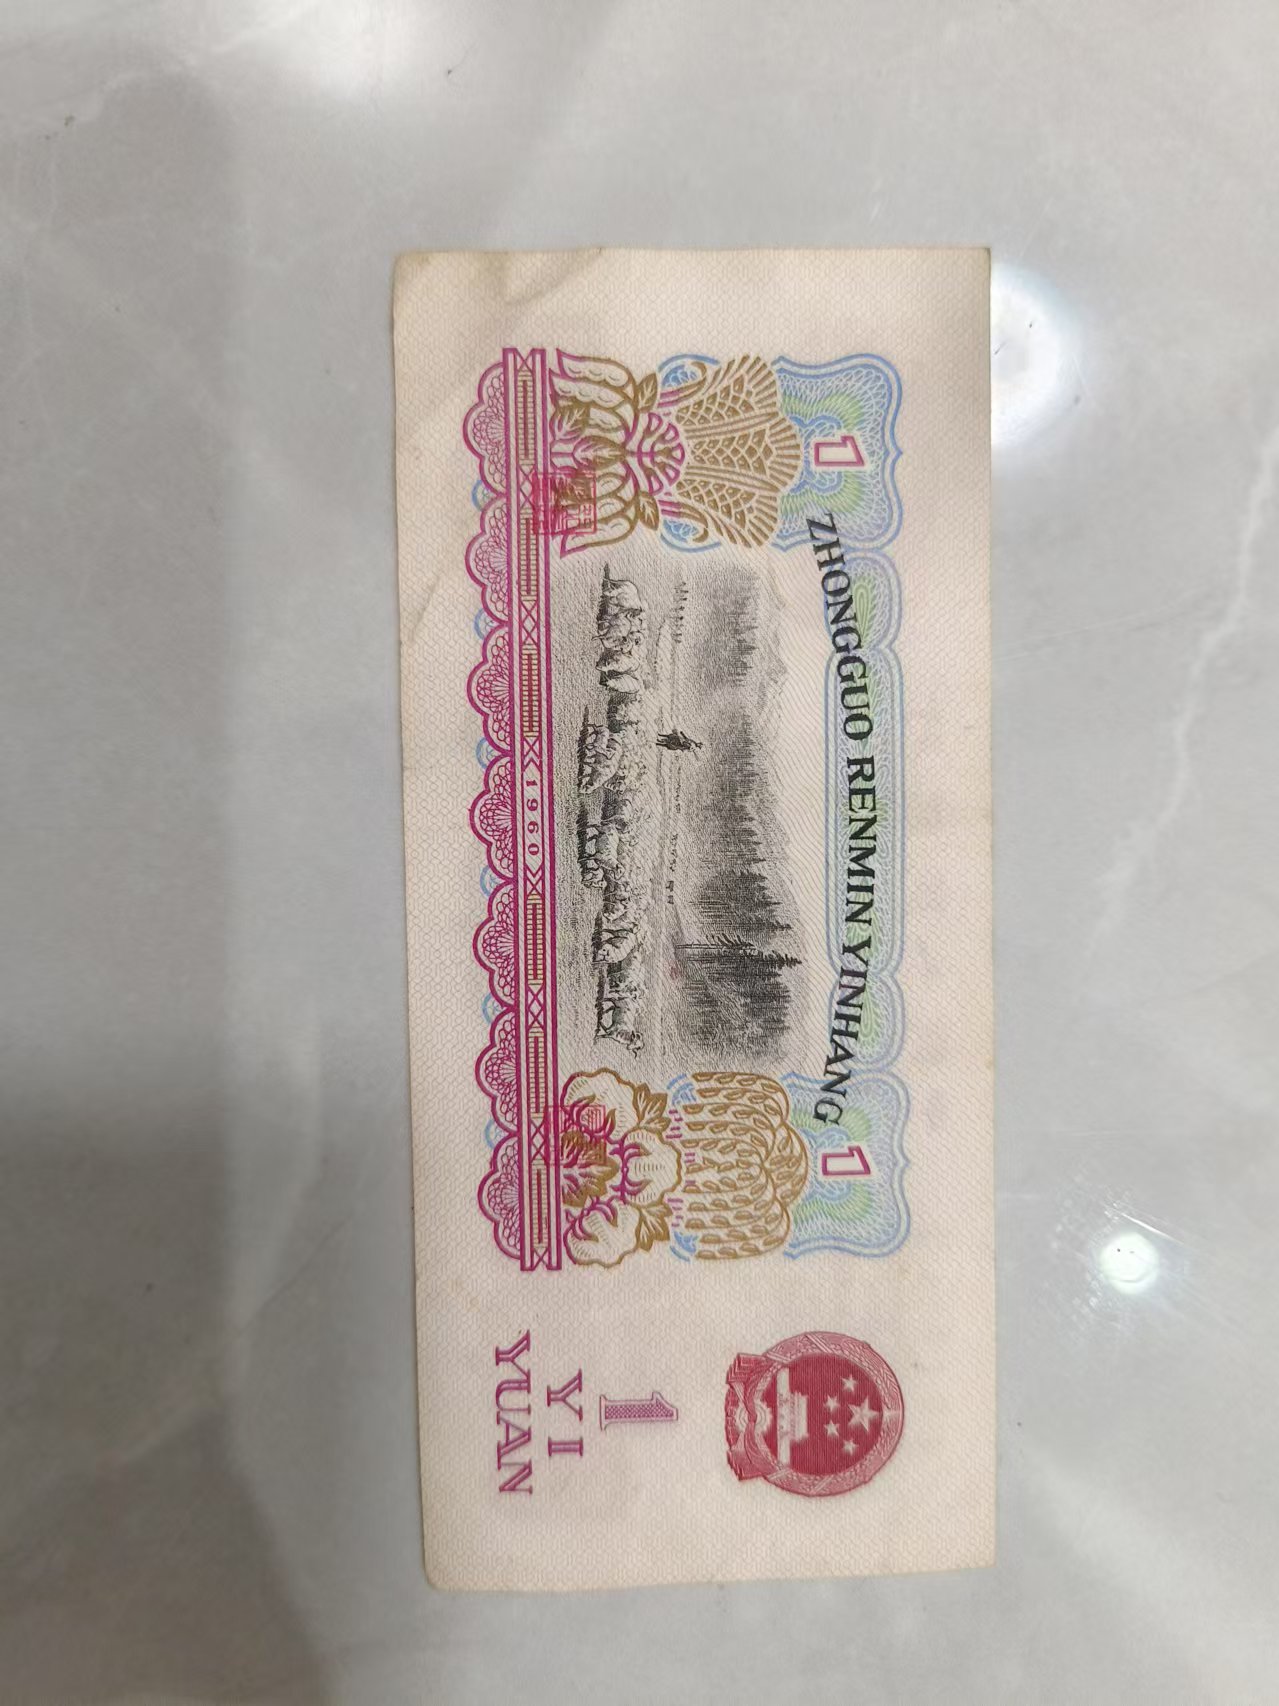 ZHONGGUO RENMIN YINHANG
1
1
1960
1
YI
YUAN